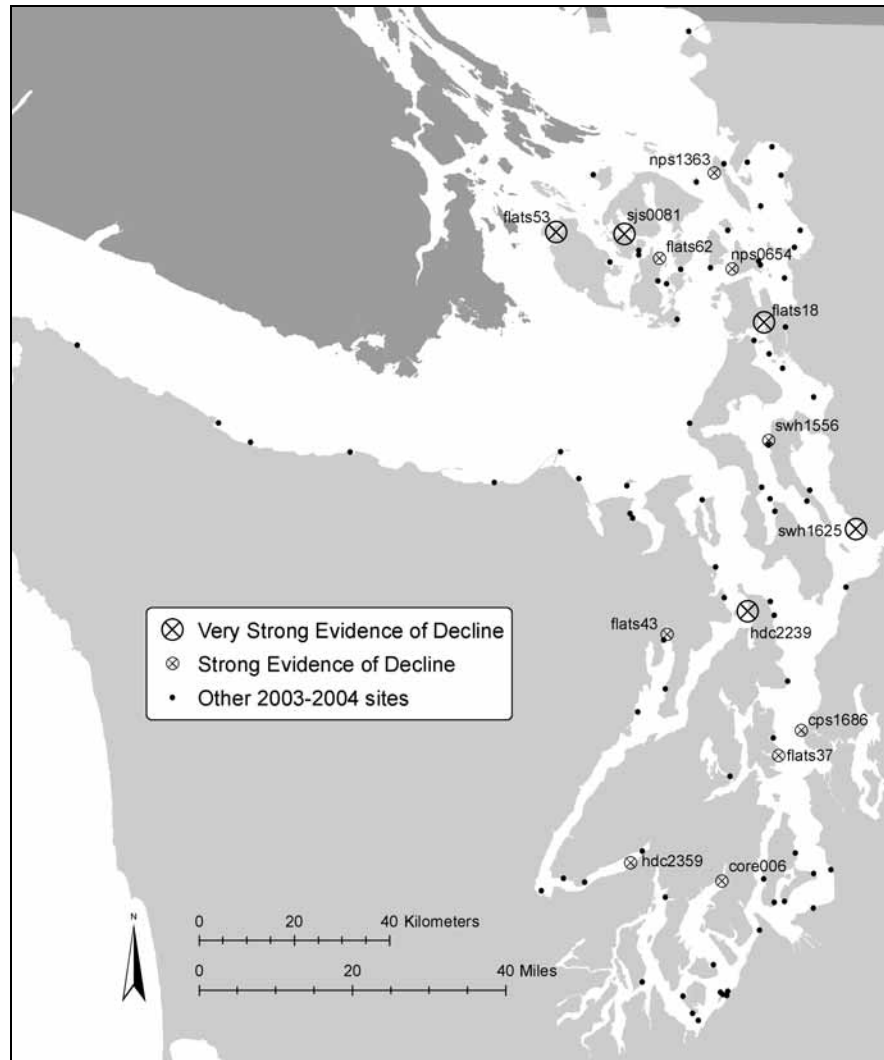 nps1363
flats53
sjs0081
flats62
nps0654
flats18
swh1556
swh1625
Very Strong Evidence of Decline
Strong Evidence of Decline
Other 2003-2004 sites
flats43
hdc2239
cps1686
flats37
hdc2359
core006
N
0 20 40 Kilometers
0 20 40 Miles